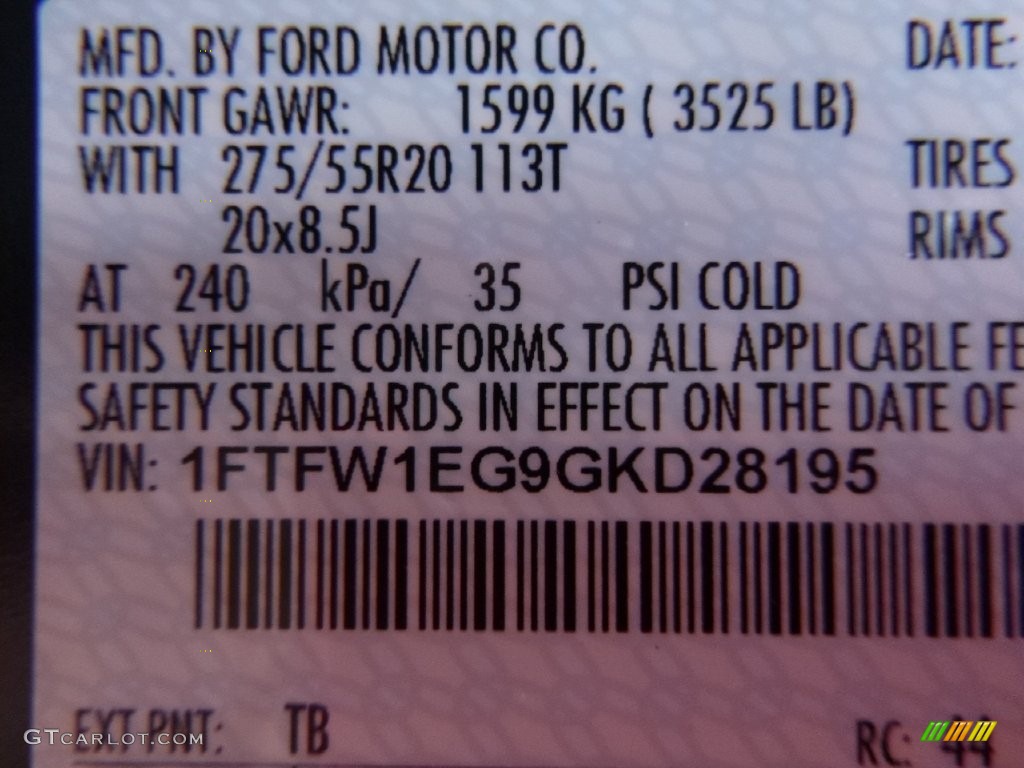 MFD. BY FORD MOTOR CO. DATE:
FRONT GAWR: 1599 KG ( 3525 LB)
WITH 275/55R20 113T TIRES
20x8.5J RIMS
AT 240 kPa/ 35 PSI COLD
THIS VEHICLE CONFORMS TO ALL APPLICABLE FE
SAFETY STANDARDS IN EFFECT ON THE DATE OF
VIN: 1FTFW1EG9GKD28195
EXT PNT: TB RC: 44
GTCARLOT.COM